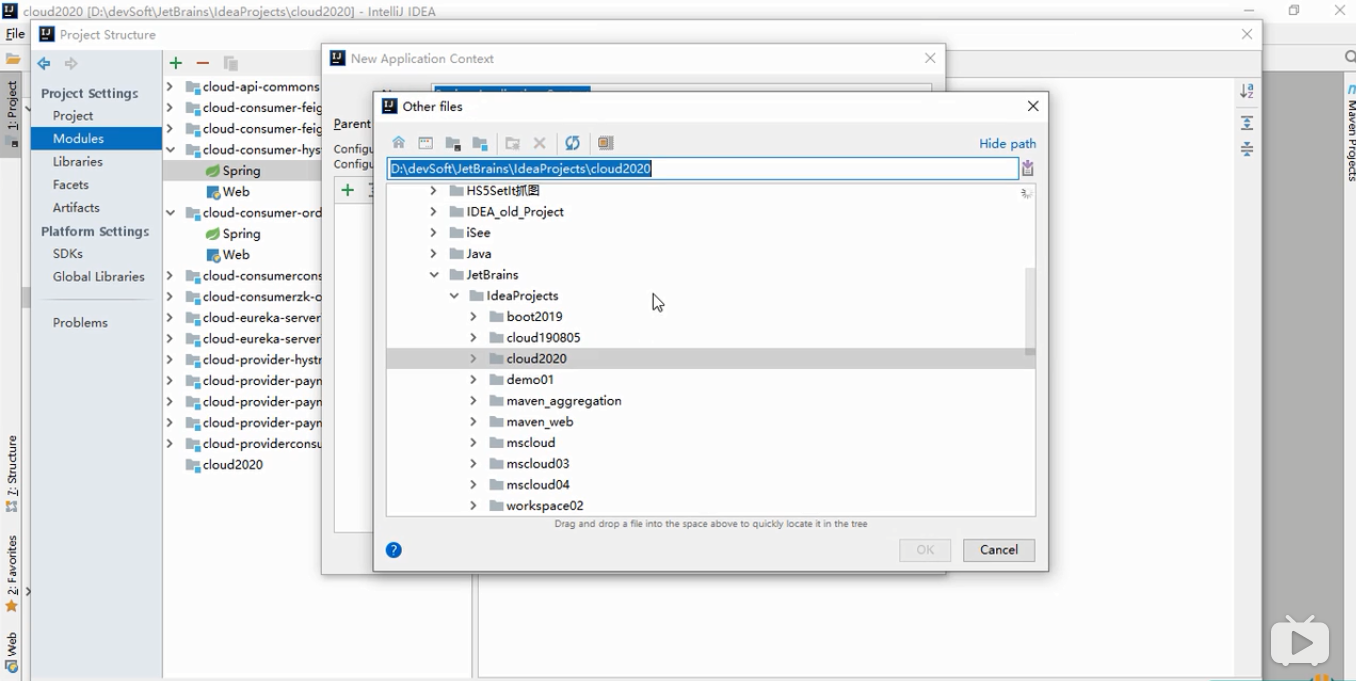 cloud2020 [D:\devSoft\JetBrains\IdeaProjects\cloud2020] - IntelliJ IDEA
File
Project Structure
New Application Context
Other files
Hide path
D:\devSoft\JetBrains\IdeaProjects\cloud2020
Project Settings
Project
Modules
Libraries
Facets
Artifacts
Platform Settings
SDKs
Global Libraries
Problems
cloud-api-commons
cloud-consumer-feig
cloud-consumer-feig
cloud-consumer-hys
Spring
Web
cloud-consumer-ord
Spring
Web
cloud-consumercons
cloud-consumerzk-o
cloud-eureka-server
cloud-eureka-server
cloud-provider-hystr
cloud-provider-payn
cloud-provider-payn
cloud-provider-payn
cloud-providerconsu
cloud2020
Parent
Configu
Configu
HS5SetIt抓图
IDEA_old_Project
iSee
Java
JetBrains
IdeaProjects
boot2019
cloud190805
cloud2020
demo01
maven_aggregation
maven_web
mscloud
mscloud03
mscloud04
workspace02
Drag and drop a file into the space above to quickly locate it in the tree
?
OK
Cancel
1: Project
7: Structure
2: Favorites
Web
Maven Projects